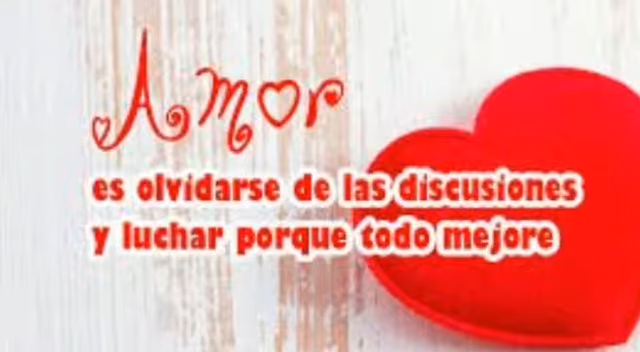 Amor
es olvidarse de las discusiones
y luchar porque todo mejore